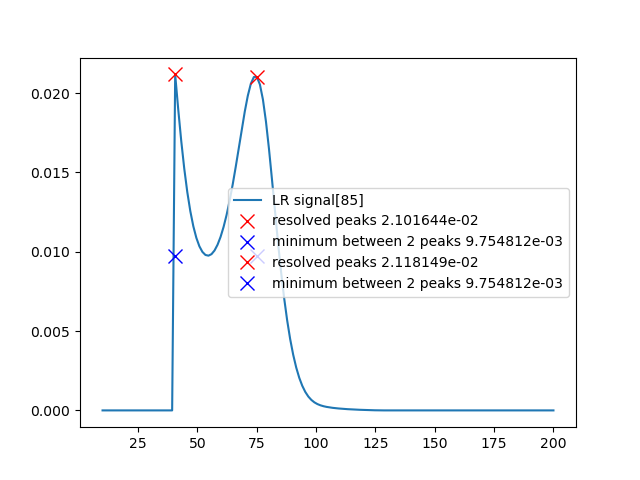 0.020
0.015
0.010
0.005
0.000
LR signal[85]
resolved peaks 2.101644e-02
minimum between 2 peaks 9.754812e-03
resolved peaks 2.118149e-02
minimum between 2 peaks 9.754812e-03
25 50 75 100 125 150 175 200